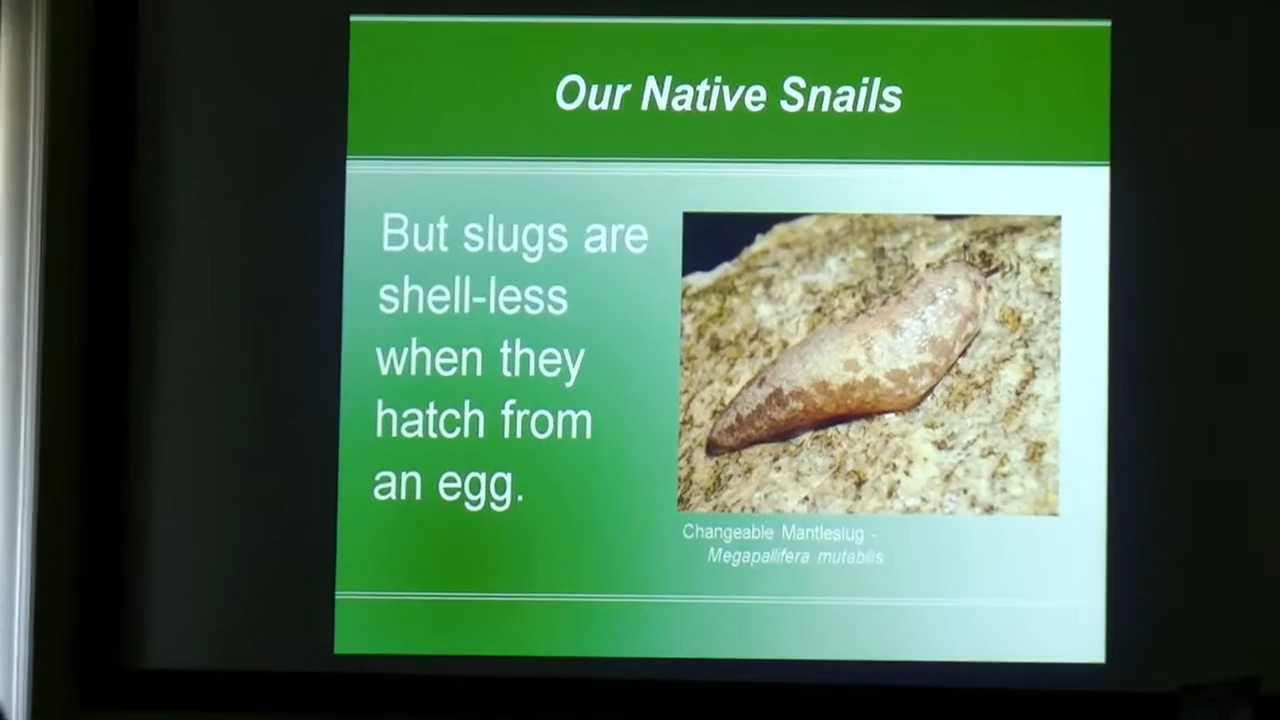 Our Native Snails
But slugs are
shell-less
when they
hatch from
an egg.
Changeable Mantleslug -
Megapallifera mutabilis